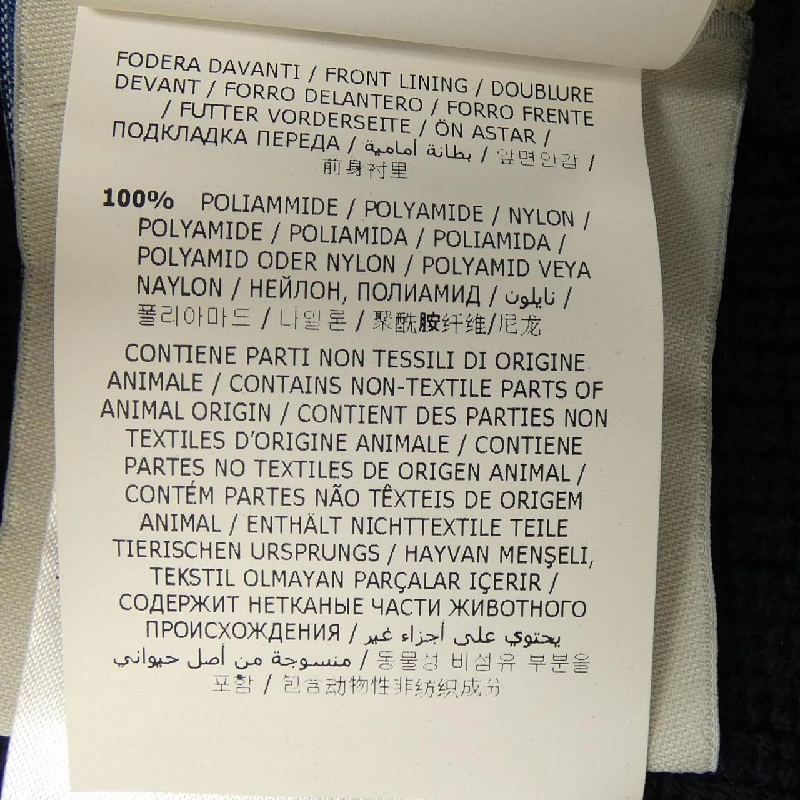 FODERA DAVANTI / FRONT LINING / DOUBLURE
DEVANT / FORRO DELANTERO / FORRO FRENTE
/ FUTTER VORDERSEITE / ÖN ASTAR /
ПОДКЛАДКА ПЕРЕДА / بطانة أمامية / 앞면안감 /
前身衬里
100% POLIAMMIDE / POLYAMIDE / NYLON /
POLYAMIDE / POLIAMIDA / POLIAMIDA /
POLYAMID ODER NYLON / POLYAMID VEYA
NAYLON / НЕЙЛОН, ПОЛИАМИД / نايلون /
폴리아마드 / 나일론 / 聚酰胺纤维/尼龙
CONTIENE PARTI NON TESSILI DI ORIGINE
ANIMALE / CONTAINS NON-TEXTILE PARTS OF
ANIMAL ORIGIN / CONTIENT DES PARTIES NON
TEXTILES D'ORIGINE ANIMALE / CONTIENE
PARTES NO TEXTILES DE ORIGEN ANIMAL /
CONTÉM PARTES NÃO TÊXTEIS DE ORIGEM
ANIMAL / ENTHÄLT NICHTTEXTILE TEILE
TIERISCHEN URSPRUNGS / HAYVAN MENŞELİ,
TEKSTIL OLMAYAN PARÇALAR IÇERIR /
СОДЕРЖИТ НЕТКАНЫЕ ЧАСТИ ЖИВОТНОГО
ПРОИСХОЖДЕНИЯ / يحتوي على أجزاء غير
منسوجة من أصل حيواني / 동물성 비섬유 부분을
포함 / 包含动物性非纺织成分